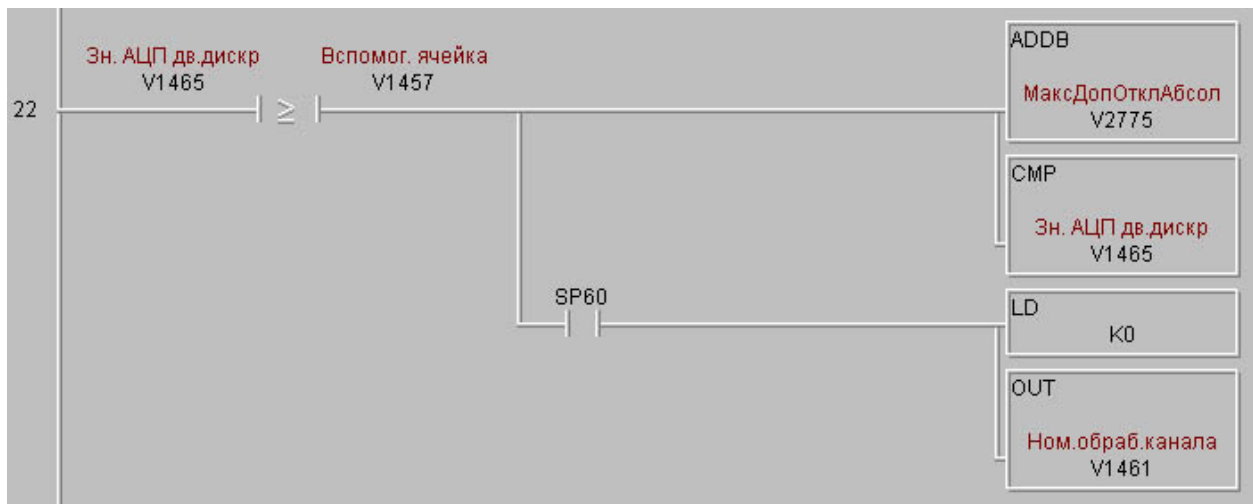 ADDB
Зн. АЦП дв.дискр
Вспомог. ячейка
V1465
V1457
МаксДопОтклАбсол
V2775
22
≥
CMP
Зн. АЦП дв.дискр
V1465
SP60
LD
K0
OUT
Ном.обраб.канала
V1461